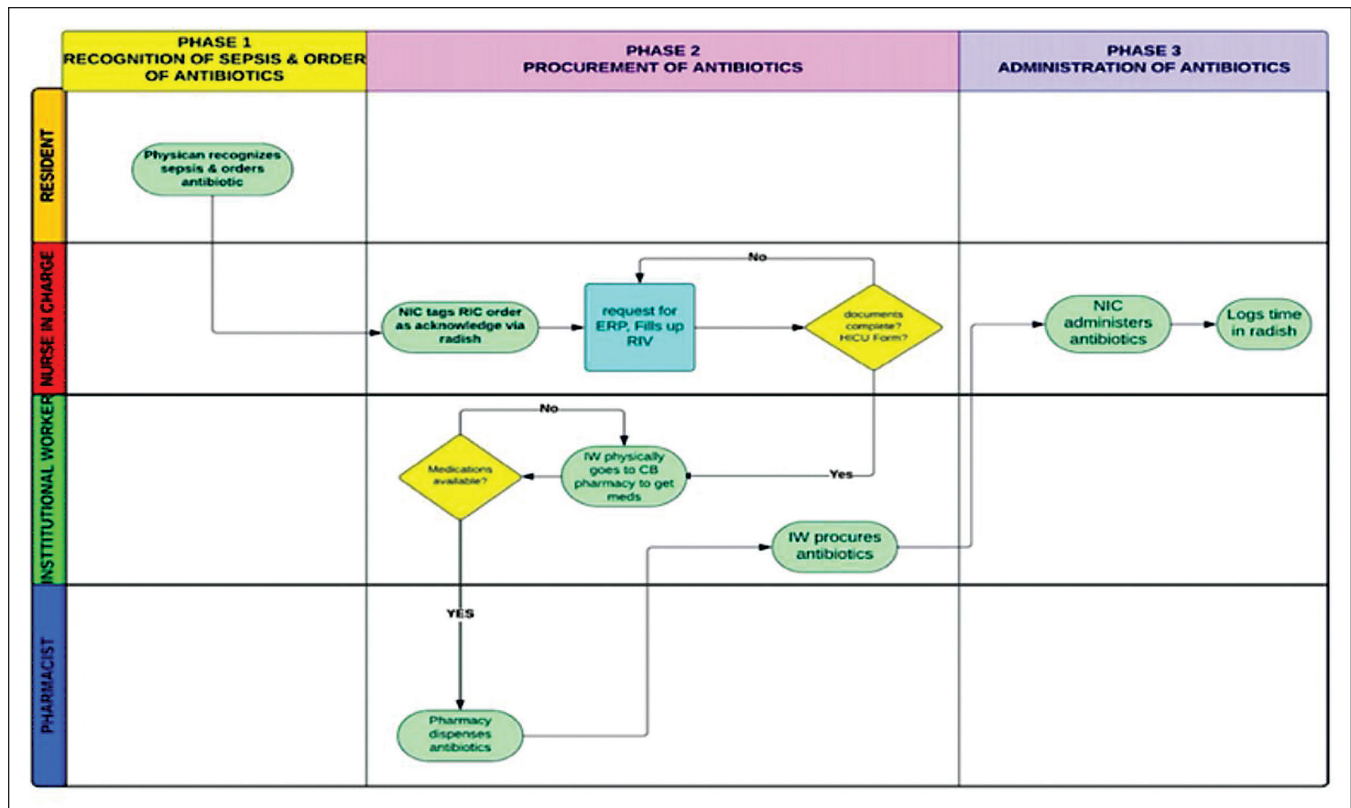 PHASE 1
RECOGNITION OF SEPSIS & ORDER
OF ANTIBIOTICS
PHASE 2
PROCUREMENT OF ANTIBIOTICS
PHASE 3
ADMINISTRATION OF ANTIBIOTICS
RESIDENT
Physican recognizes
sepsis & orders
antibiotic
NURSE IN CHARGE
NIC tags RIC order
as acknowledge via
radish
request for
ERP, Fills up
RIV
No
documents
complete?
HICU Form?
NIC
administers
antibiotics
Logs time
in radish
INSTITIUTIONAL WORKER
No
Medications
available?
IW physically
goes to CB
pharmacy to get
meds
Yes
IW procures
antibiotics
PHARMACIST
YES
Pharmacy
dispenses
antibiotics